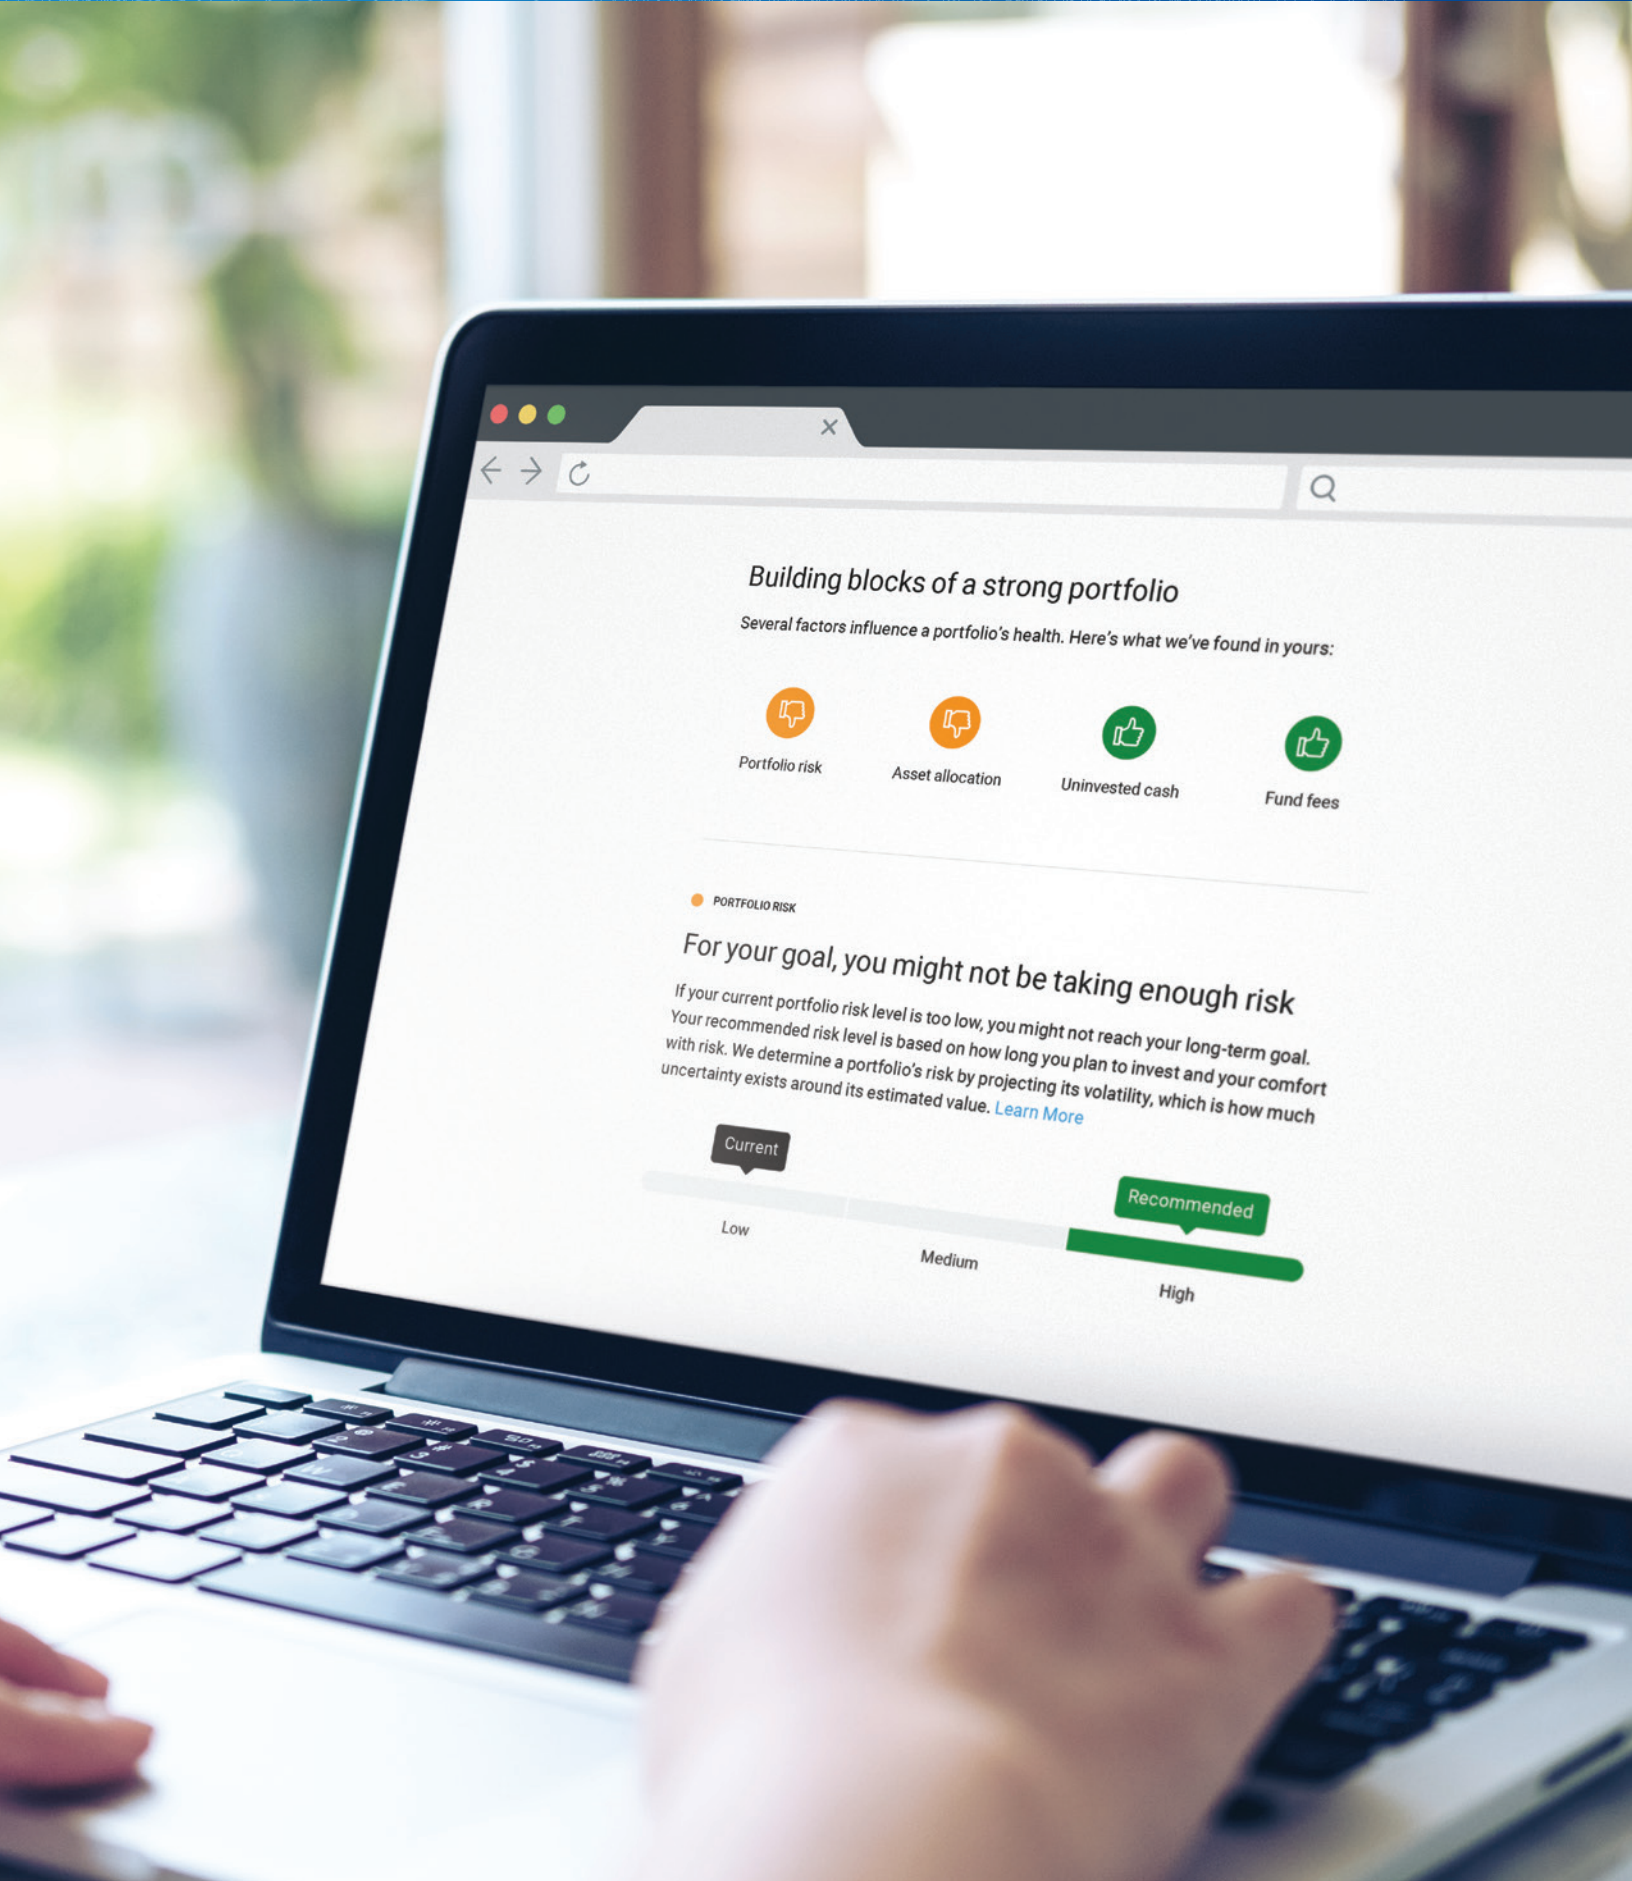 Building blocks of a strong portfolio
Several factors influence a portfolio's health. Here's what we've found in yours:
Portfolio risk
Asset allocation
Uninvested cash
Fund fees
PORTFOLIO RISK
For your goal, you might not be taking enough risk
If your current portfolio risk level is too low, you might not reach your long-term goal.
Your recommended risk level is based on how long you plan to invest and your comfort
with risk. We determine a portfolio's risk by projecting its volatility, which is how much
uncertainty exists around its estimated value. Learn More
Current
Recommended
Low
Medium
High